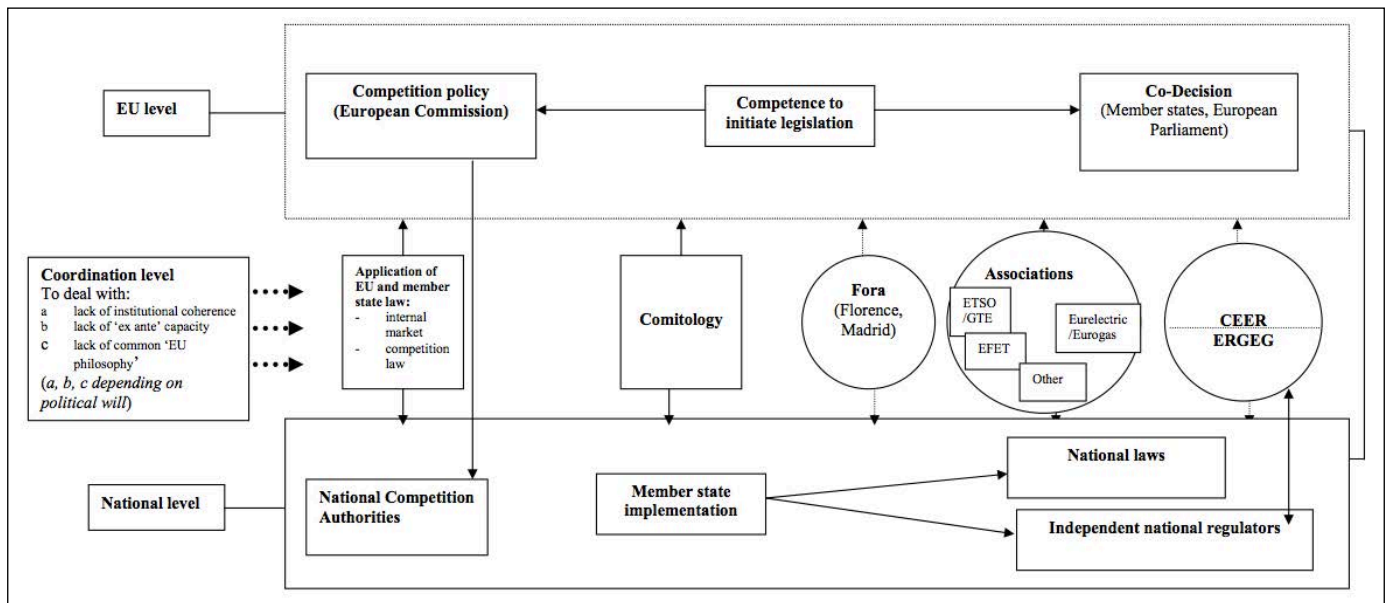 EU level
Competition policy
(European Commission)
Competence to
initiate legislation
Co-Decision
(Member states, European
Parliament)
Coordination level
To deal with:
a lack of institutional coherence
b lack of ‘ex ante’ capacity
c lack of common ‘EU
philosophy’
(a, b, c depending on
political will)
Application of
EU and member
state law:
- internal
market
- competition
law
Comitology
Fora
(Florence,
Madrid)
Associations
ETSO
/GTE
EFET
Other
Eurelectric
/Eurogas
CEER
ERGEG
National level
National Competition
Authorities
Member state
implementation
National laws
Independent national regulators